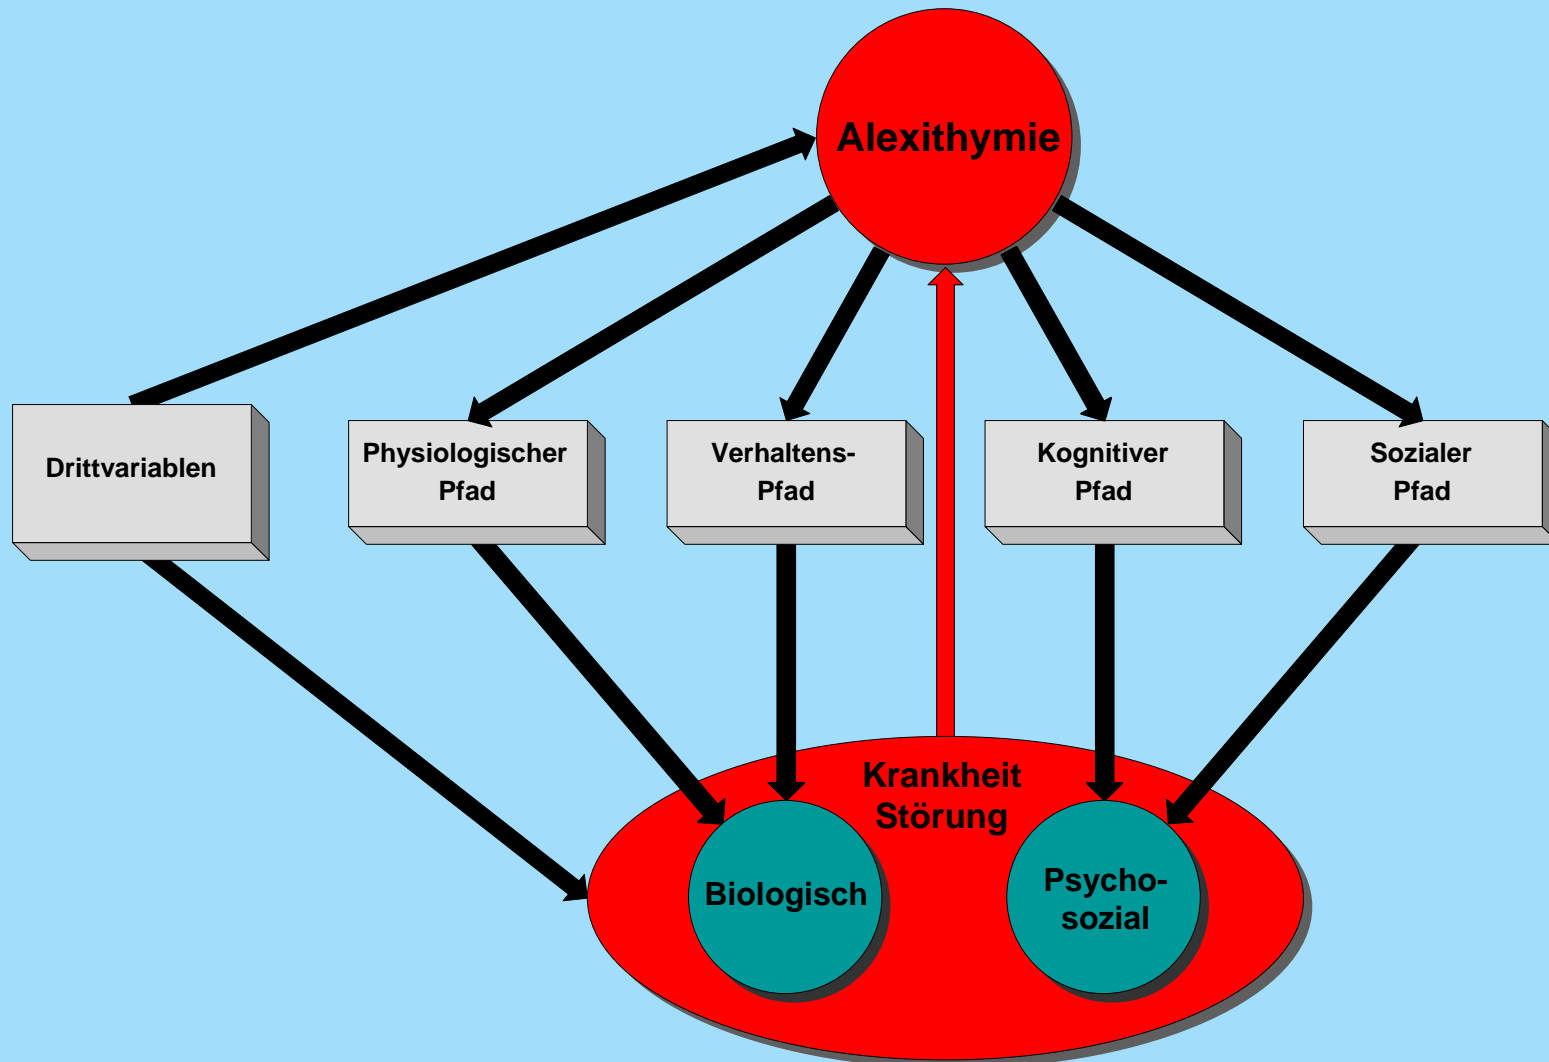 Alexithymie
Drittvariablen
Physiologischer
Pfad
Verhaltens-
Pfad
Kognitiver
Pfad
Sozialer
Pfad
Krankheit
Störung
Biologisch
Psycho-
sozial